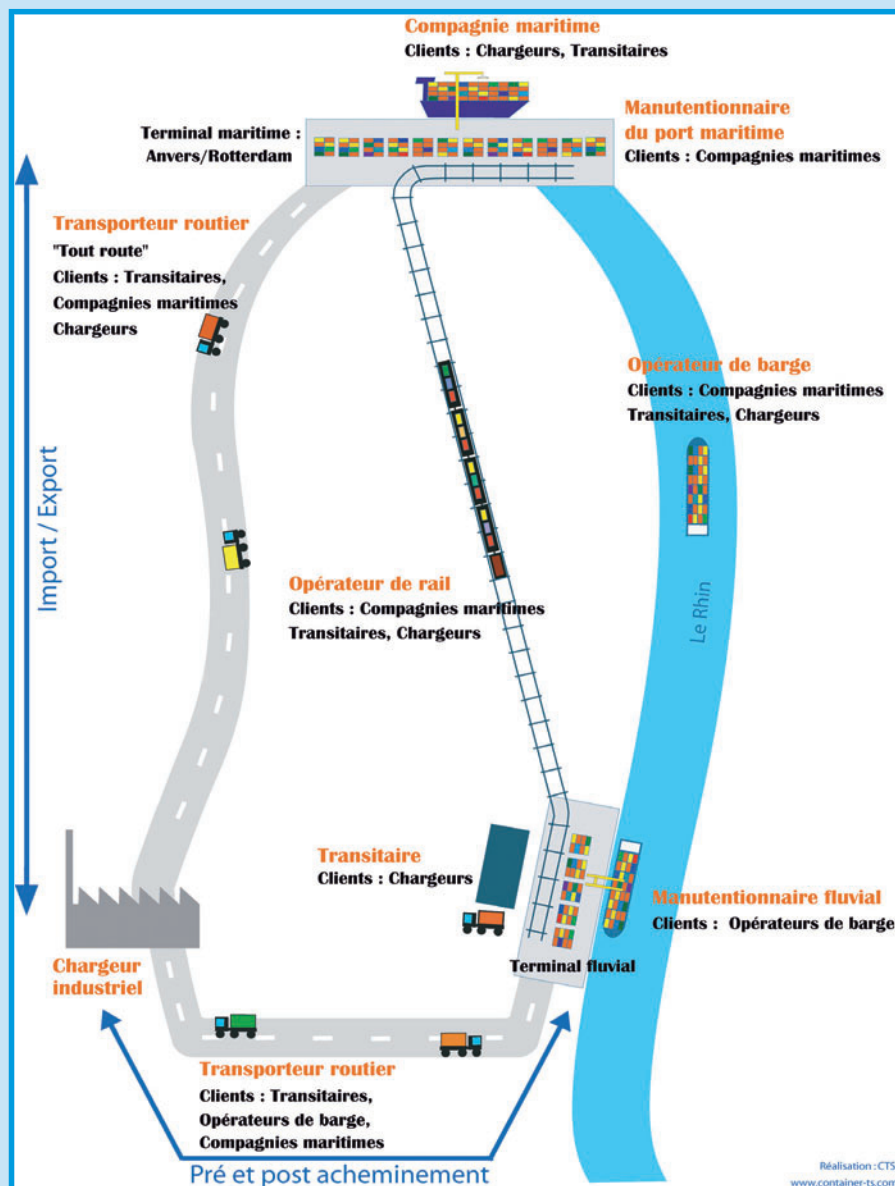 Compagnie maritime
Clients : Chargeurs, Transitaires
Terminal maritime :
Anvers/Rotterdam
Manutentionnaire
du port maritime
Clients : Compagnies maritimes
Transporteur routier
"Tout route"
Clients : Transitaires,
Compagnies maritimes
Chargeurs
Opérateur de barge
Clients : Compagnies maritimes
Transitaires, Chargeurs
Import / Export
Le Rhin
Opérateur de rail
Clients : Compagnies maritimes
Transitaires, Chargeurs
Transitaire
Clients : Chargeurs
Manutentionnaire fluvial
Clients : Opérateurs de barge
Terminal fluvial
Chargeur
industriel
Transporteur routier
Clients : Transitaires,
Opérateurs de barge,
Compagnies maritimes
Pré et post acheminement
Réalisation : CTS
www.container-ts.com